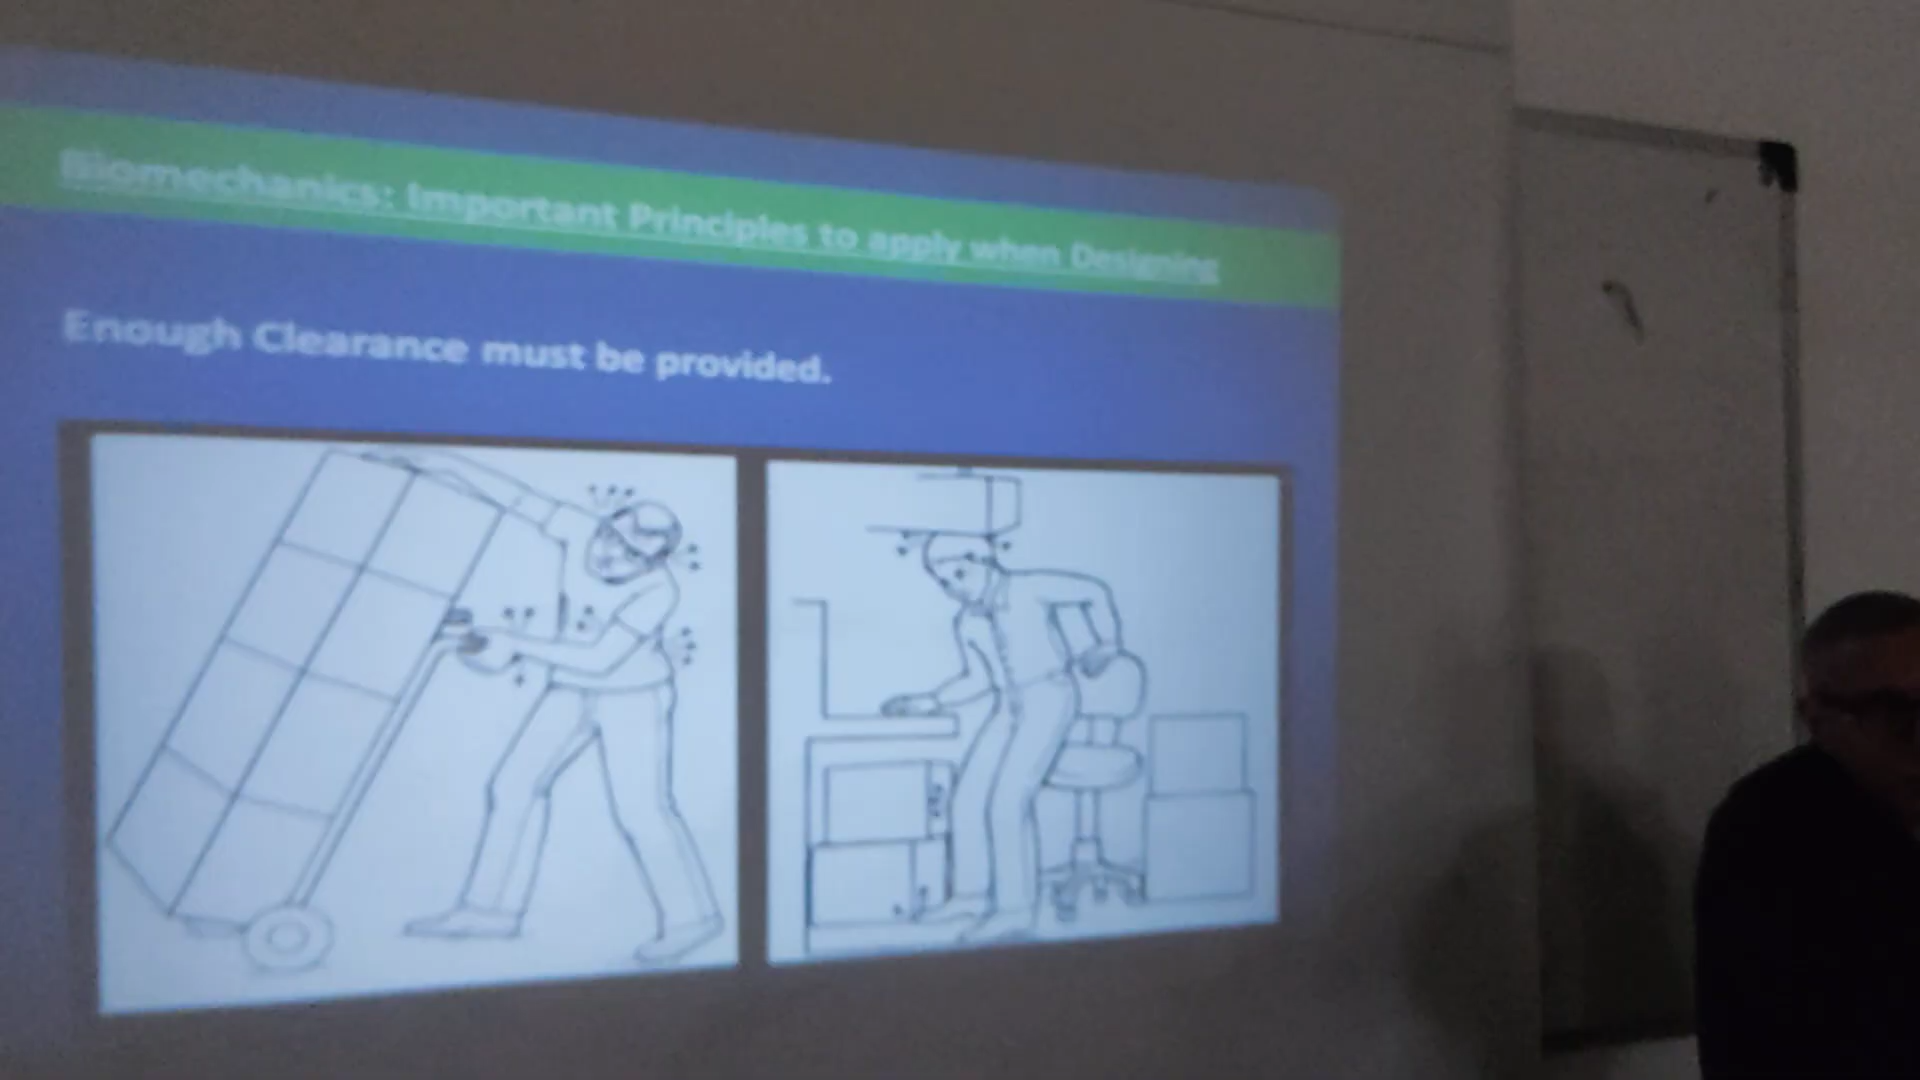 Biomechanics: Important Principles to apply when Designing
Enough Clearance must be provided.